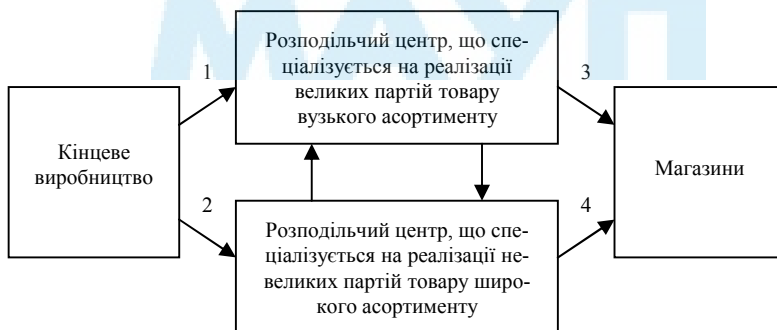 МАУП
Розподільчий центр, що спе-
ціалізується на реалізації
великих партій товару
вузького асортименту
1
3
Кінцеве
виробництво
Магазини
2
4
Розподільчий центр, що спе-
ціалізується на реалізації не-
великих партій товару широ-
кого асортименту